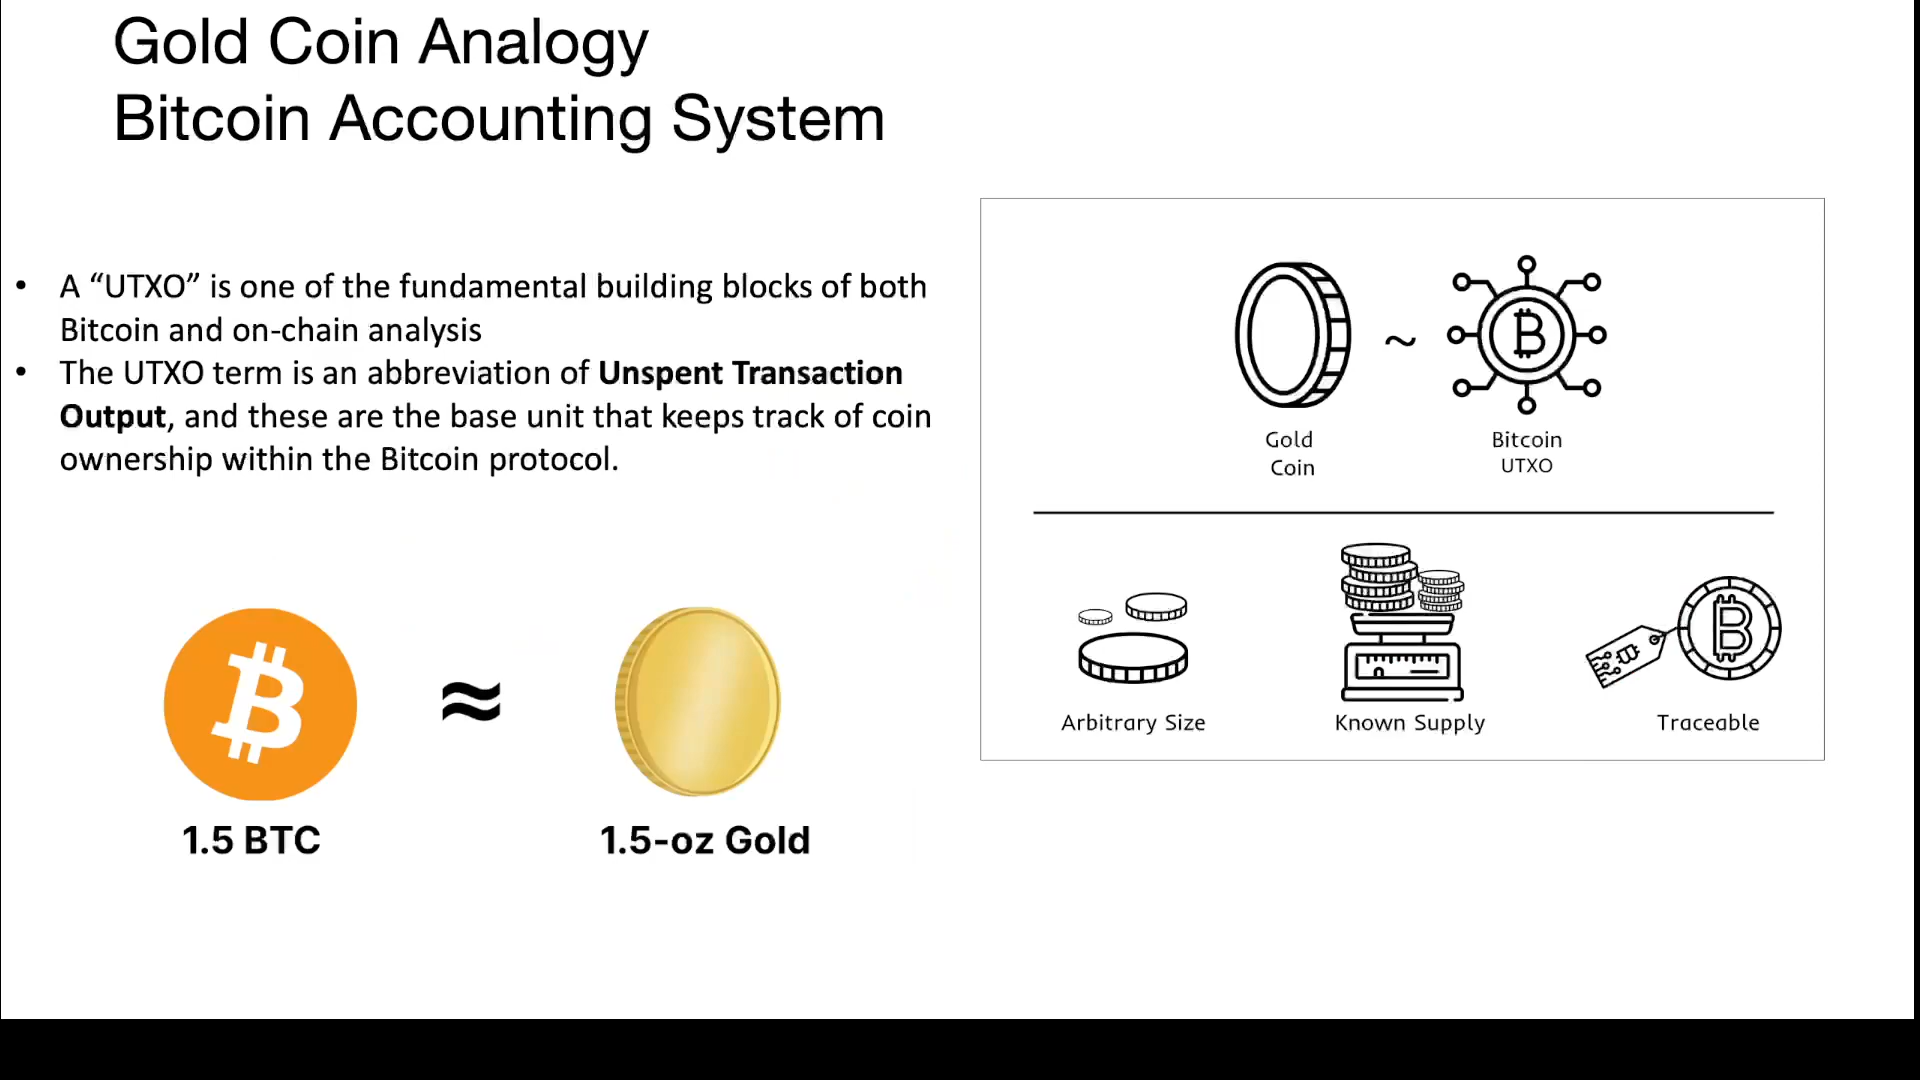 Gold Coin Analogy
Bitcoin Accounting System
• A “UTXO” is one of the fundamental building blocks of both
Bitcoin and on-chain analysis
• The UTXO term is an abbreviation of Unspent Transaction
Output, and these are the base unit that keeps track of coin
ownership within the Bitcoin protocol.
≈
1.5 BTC
1.5-oz Gold
~
Gold
Coin
Bitcoin
UTXO
Arbitrary Size
Known Supply
Traceable